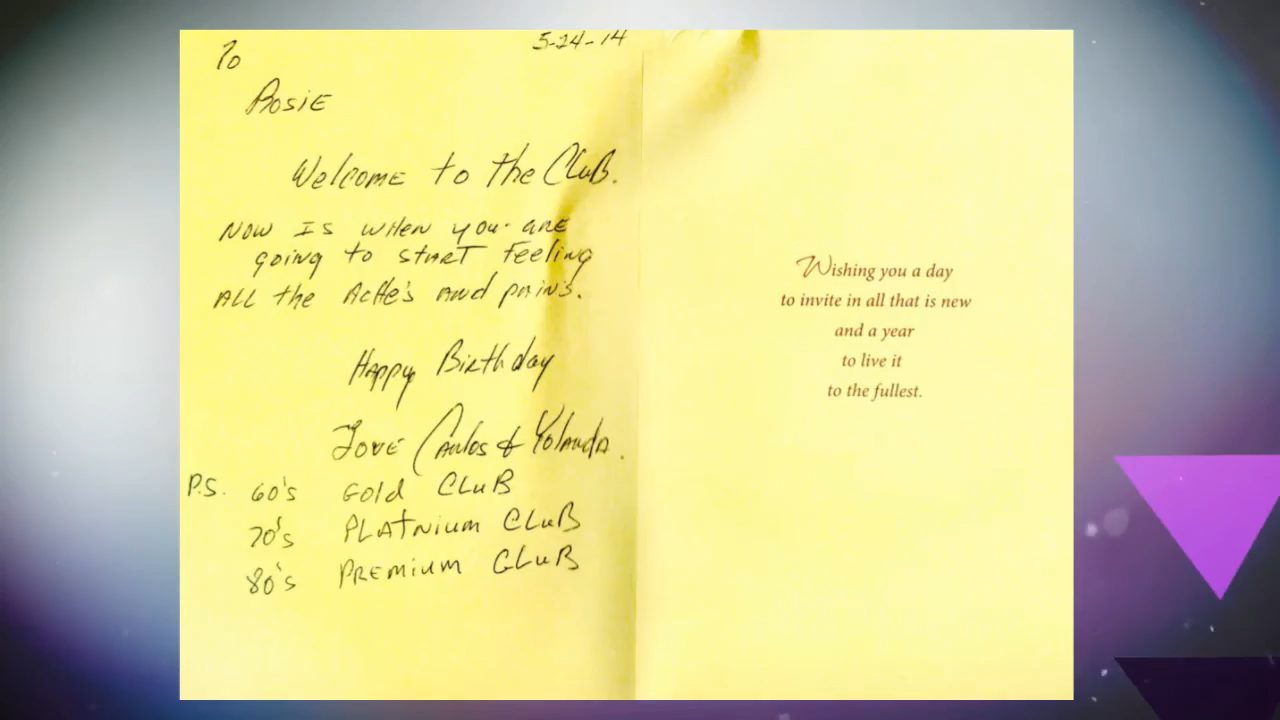 5-24-14
To
Rosie
Welcome to the CluB.
NOW IS WHEN you are
going to START feeling
ALL the AcHe's And pAins.
Happy Birthday
Love Carlos & Yolanda.
P.S. 60's Gold CluB
70's PLATNIUM CluB
80's PREMIUM CluB
Wishing you a day
to invite in all that is new
and a year
to live it
to the fullest.